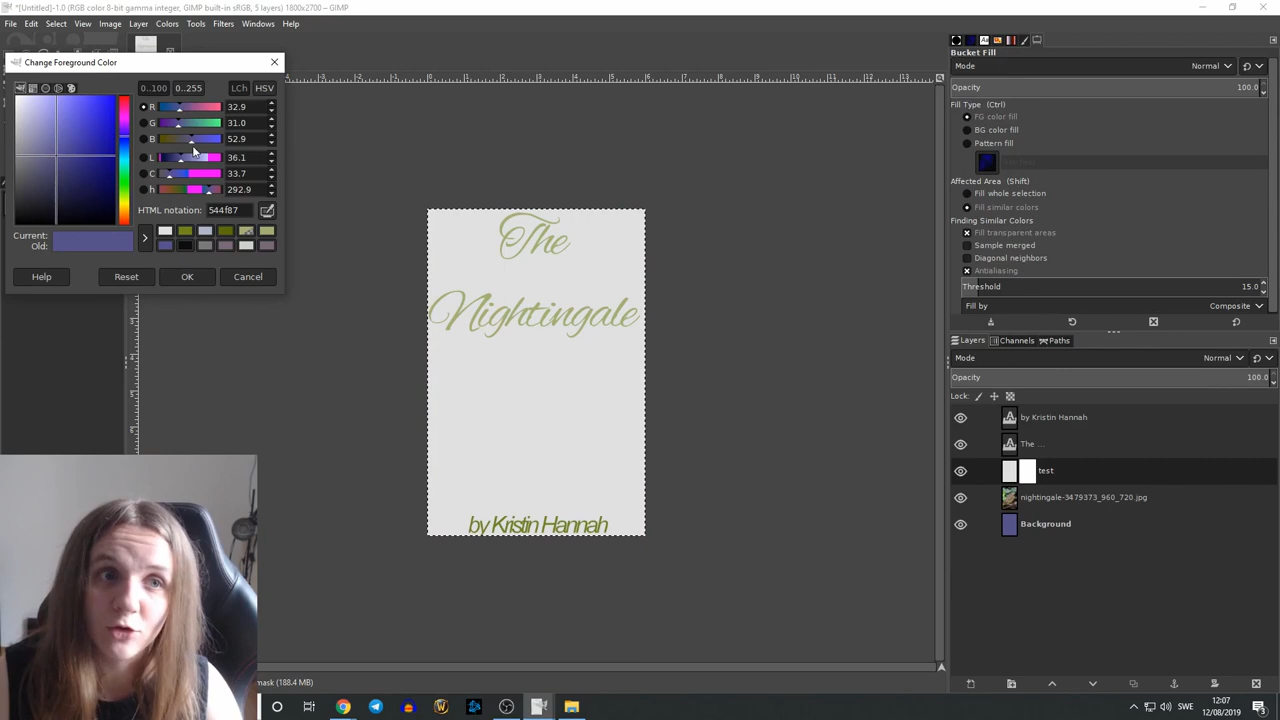 *[Untitled]-1.0 (RGB color 8-bit gamma integer, GIMP built-in sRGB, 5 layers) 1800x2700 – GIMP
File Edit Select View Image Layer Colors Tools Filters Windows Help
Change Foreground Color
0..100 0..255 LCh HSV
R 32.9
G 31.0
B 52.9
L 36.1
C 33.7
h 292.9
HTML notation: 544f87
Current:
Old:
Help Reset OK Cancel
The
Nightingale
by Kristin Hannah
mask (188.4 MB)
Bucket Fill
Mode Normal
Opacity 100.0
Fill Type (Ctrl)
FG color fill
BG color fill
Pattern fill
Affected Area (Shift)
Fill whole selection
Fill similar colors
Finding Similar Colors
Fill transparent areas
Sample merged
Diagonal neighbors
Antialiasing
Threshold 15.0
Fill by Composite
Layers Channels Paths
Mode Normal
Opacity 100.0
Lock:
by Kristin Hannah
The ...
test
nightingale-3479373_960_720.jpg
Background
SWE
12:07
12/08/2019